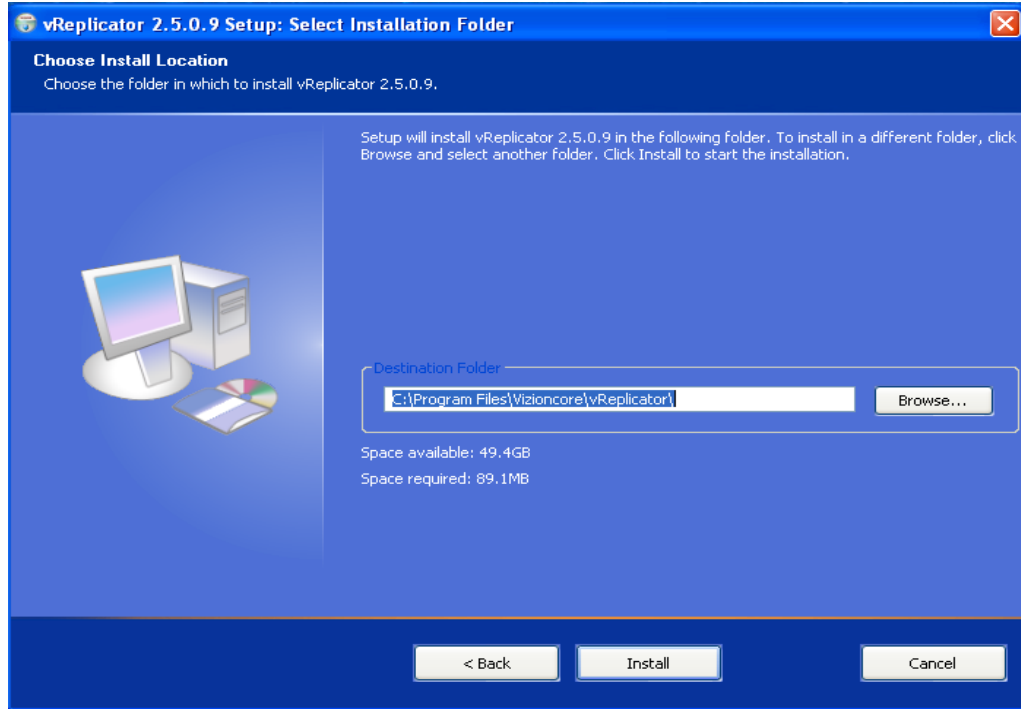 vReplicator 2.5.0.9 Setup: Select Installation Folder
Choose Install Location
Choose the folder in which to install vReplicator 2.5.0.9.
Setup will install vReplicator 2.5.0.9 in the following folder. To install in a different folder, click
Browse and select another folder. Click Install to start the installation.
Destination Folder
C:\Program Files\Vizioncore\vReplicator\
Browse...
Space available: 49.4GB
Space required: 89.1MB
< Back
Install
Cancel